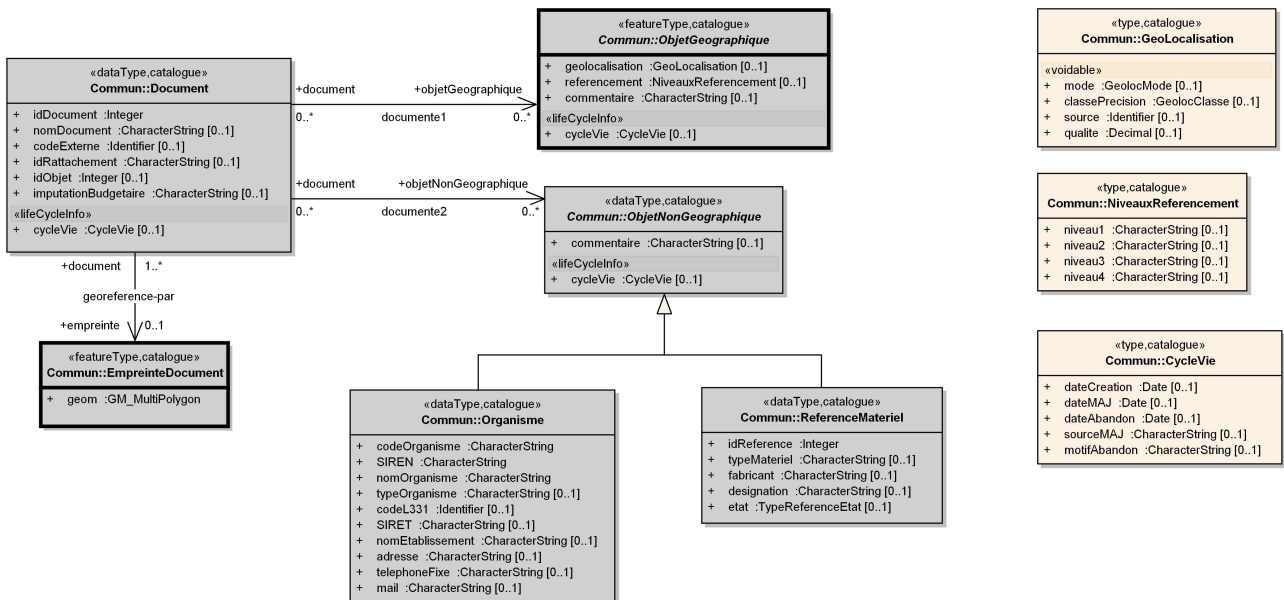 «dataType,catalogue»
Commun::Document
+ idDocument :Integer
+ nomDocument :CharacterString [0..1]
+ codeExterne :Identifier [0..1]
+ idRattachement :CharacterString [0..1]
+ idObjet :Integer [0..1]
+ imputationBudgetaire :CharacterString [0..1]
«lifeCycleInfo»
+ cycleVie :CycleVie [0..1]
+document +objetGeographique
0..* documente1 0..*
«featureType,catalogue»
Commun::ObjetGeographique
+ geolocalisation :GeoLocalisation [0..1]
+ referencement :NiveauxReferencement [0..1]
+ commentaire :CharacterString [0..1]
«lifeCycleInfo»
+ cycleVie :CycleVie [0..1]
+document +objetNonGeographique
0..* documente2 0..*
«dataType,catalogue»
Commun::ObjetNonGeographique
+ commentaire :CharacterString [0..1]
«lifeCycleInfo»
+ cycleVie :CycleVie [0..1]
+document 1..*
georeference-par
+empreinte 0..1
«featureType,catalogue»
Commun::EmpreinteDocument
+ geom :GM_MultiPolygon
«dataType,catalogue»
Commun::Organisme
+ codeOrganisme :CharacterString
+ SIREN :CharacterString
+ nomOrganisme :CharacterString
+ typeOrganisme :CharacterString [0..1]
+ codeL331 :Identifier [0..1]
+ SIRET :CharacterString [0..1]
+ nomEtablissement :CharacterString [0..1]
+ adresse :CharacterString [0..1]
+ telephoneFixe :CharacterString [0..1]
+ mail :CharacterString [0..1]
«dataType,catalogue»
Commun::ReferenceMateriel
+ idReference :Integer
+ typeMateriel :CharacterString [0..1]
+ fabricant :CharacterString [0..1]
+ designation :CharacterString [0..1]
+ etat :TypeReferenceEtat [0..1]
«type,catalogue»
Commun::GeoLocalisation
«voidable»
+ mode :GeolocMode [0..1]
+ classePrecision :GeolocClasse [0..1]
+ source :Identifier [0..1]
+ qualite :Decimal [0..1]
«type,catalogue»
Commun::NiveauxReferencement
+ niveau1 :CharacterString [0..1]
+ niveau2 :CharacterString [0..1]
+ niveau3 :CharacterString [0..1]
+ niveau4 :CharacterString [0..1]
«type,catalogue»
Commun::CycleVie
+ dateCreation :Date [0..1]
+ dateMAJ :Date [0..1]
+ dateAbandon :Date [0..1]
+ sourceMAJ :CharacterString [0..1]
+ motifAbandon :CharacterString [0..1]